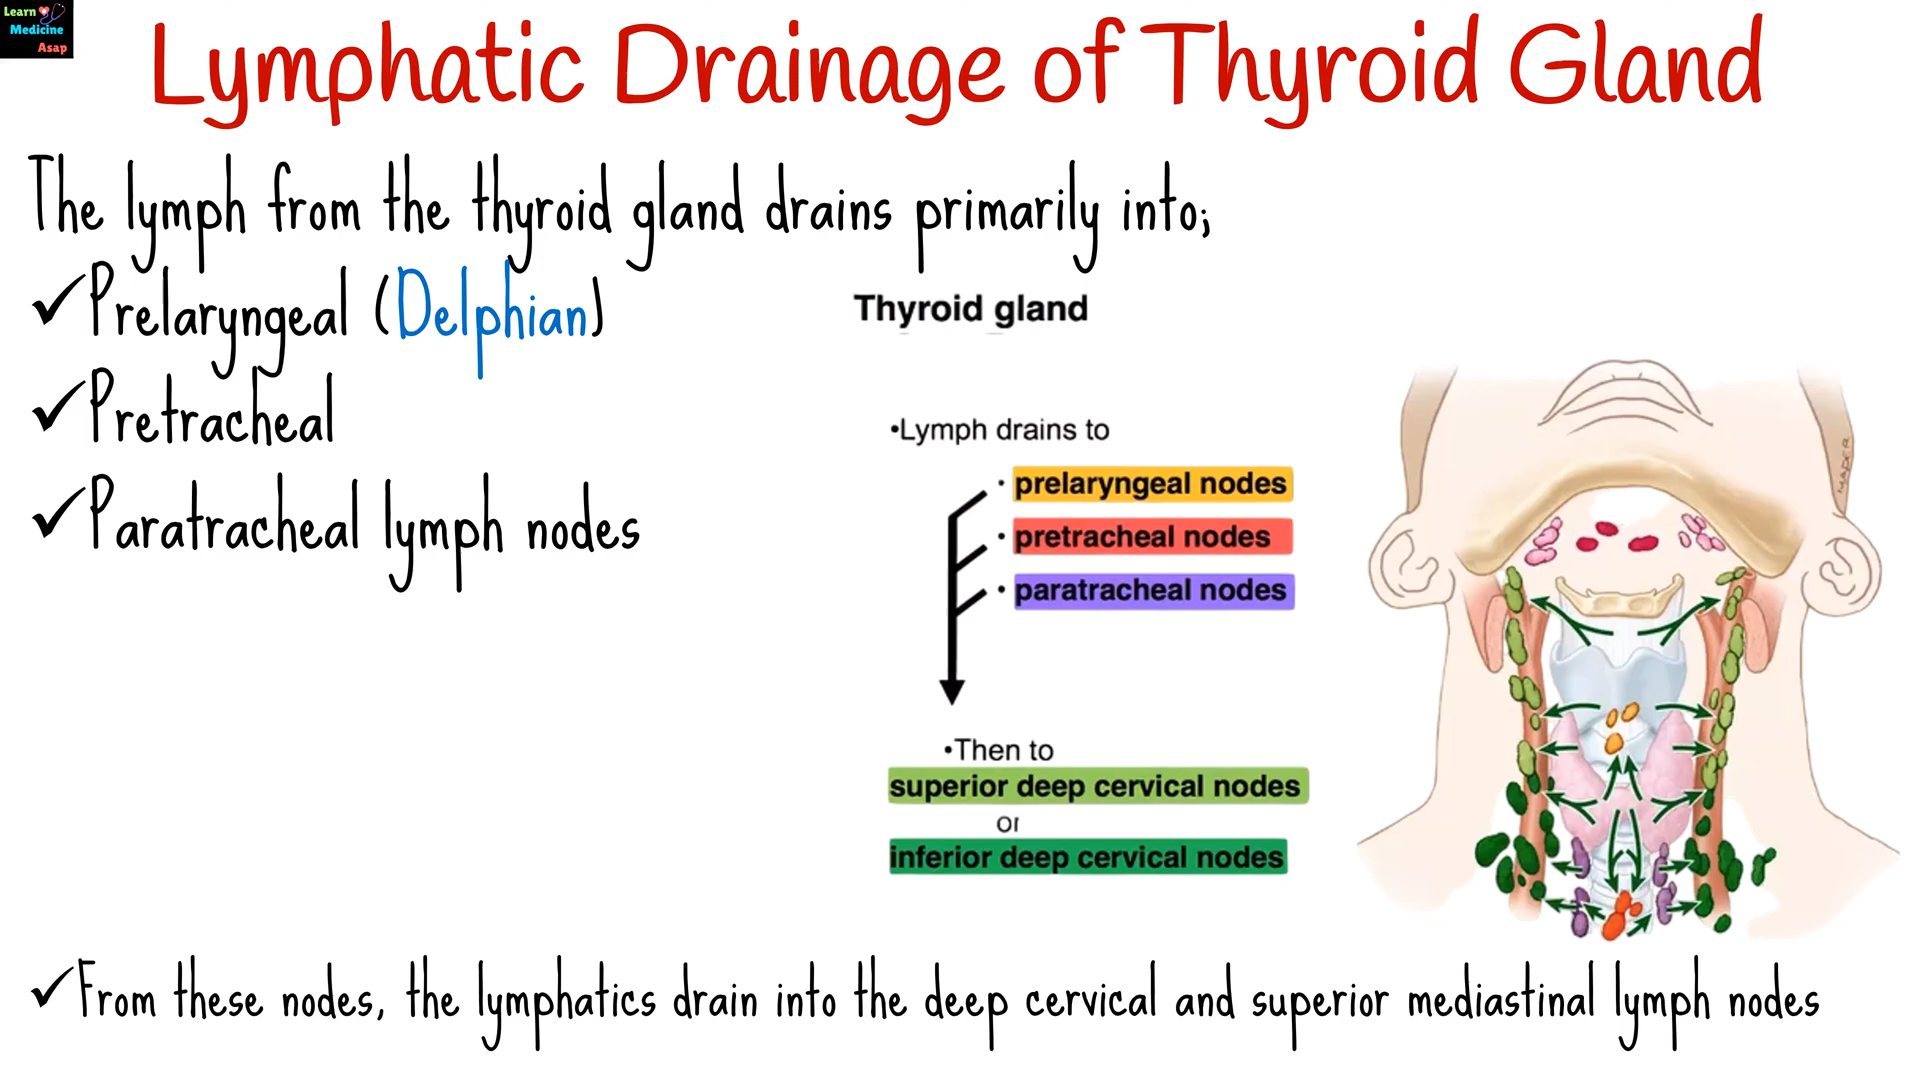 Learn
Medicine
Asap
Lymphatic Drainage of Thyroid Gland
The lymph from the thyroid gland drains primarily into;
✓Prelaryngeal (Delphian)
✓Pretracheal
✓Paratracheal lymph nodes
Thyroid gland
•Lymph drains to
• prelaryngeal nodes
• pretracheal nodes
• paratracheal nodes
•Then to
superior deep cervical nodes
or
inferior deep cervical nodes
✓From these nodes, the lymphatics drain into the deep cervical and superior mediastinal lymph nodes